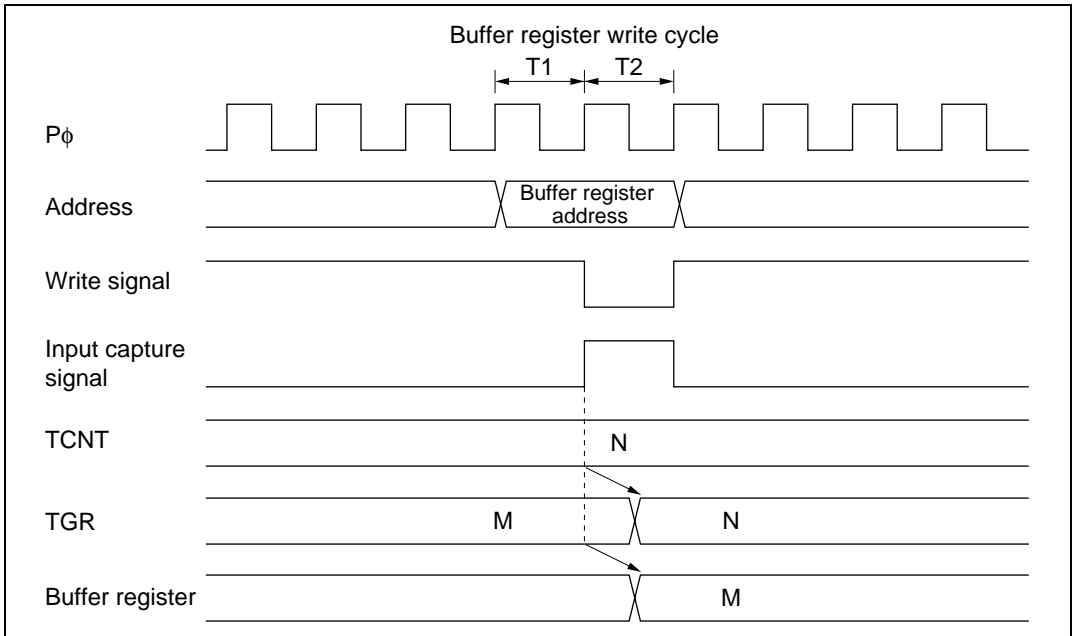 Buffer register write cycle
T1 T2
Pϕ
Address
Buffer register
address
Write signal
Input capture
signal
TCNT
N
TGR
M N
Buffer register
M